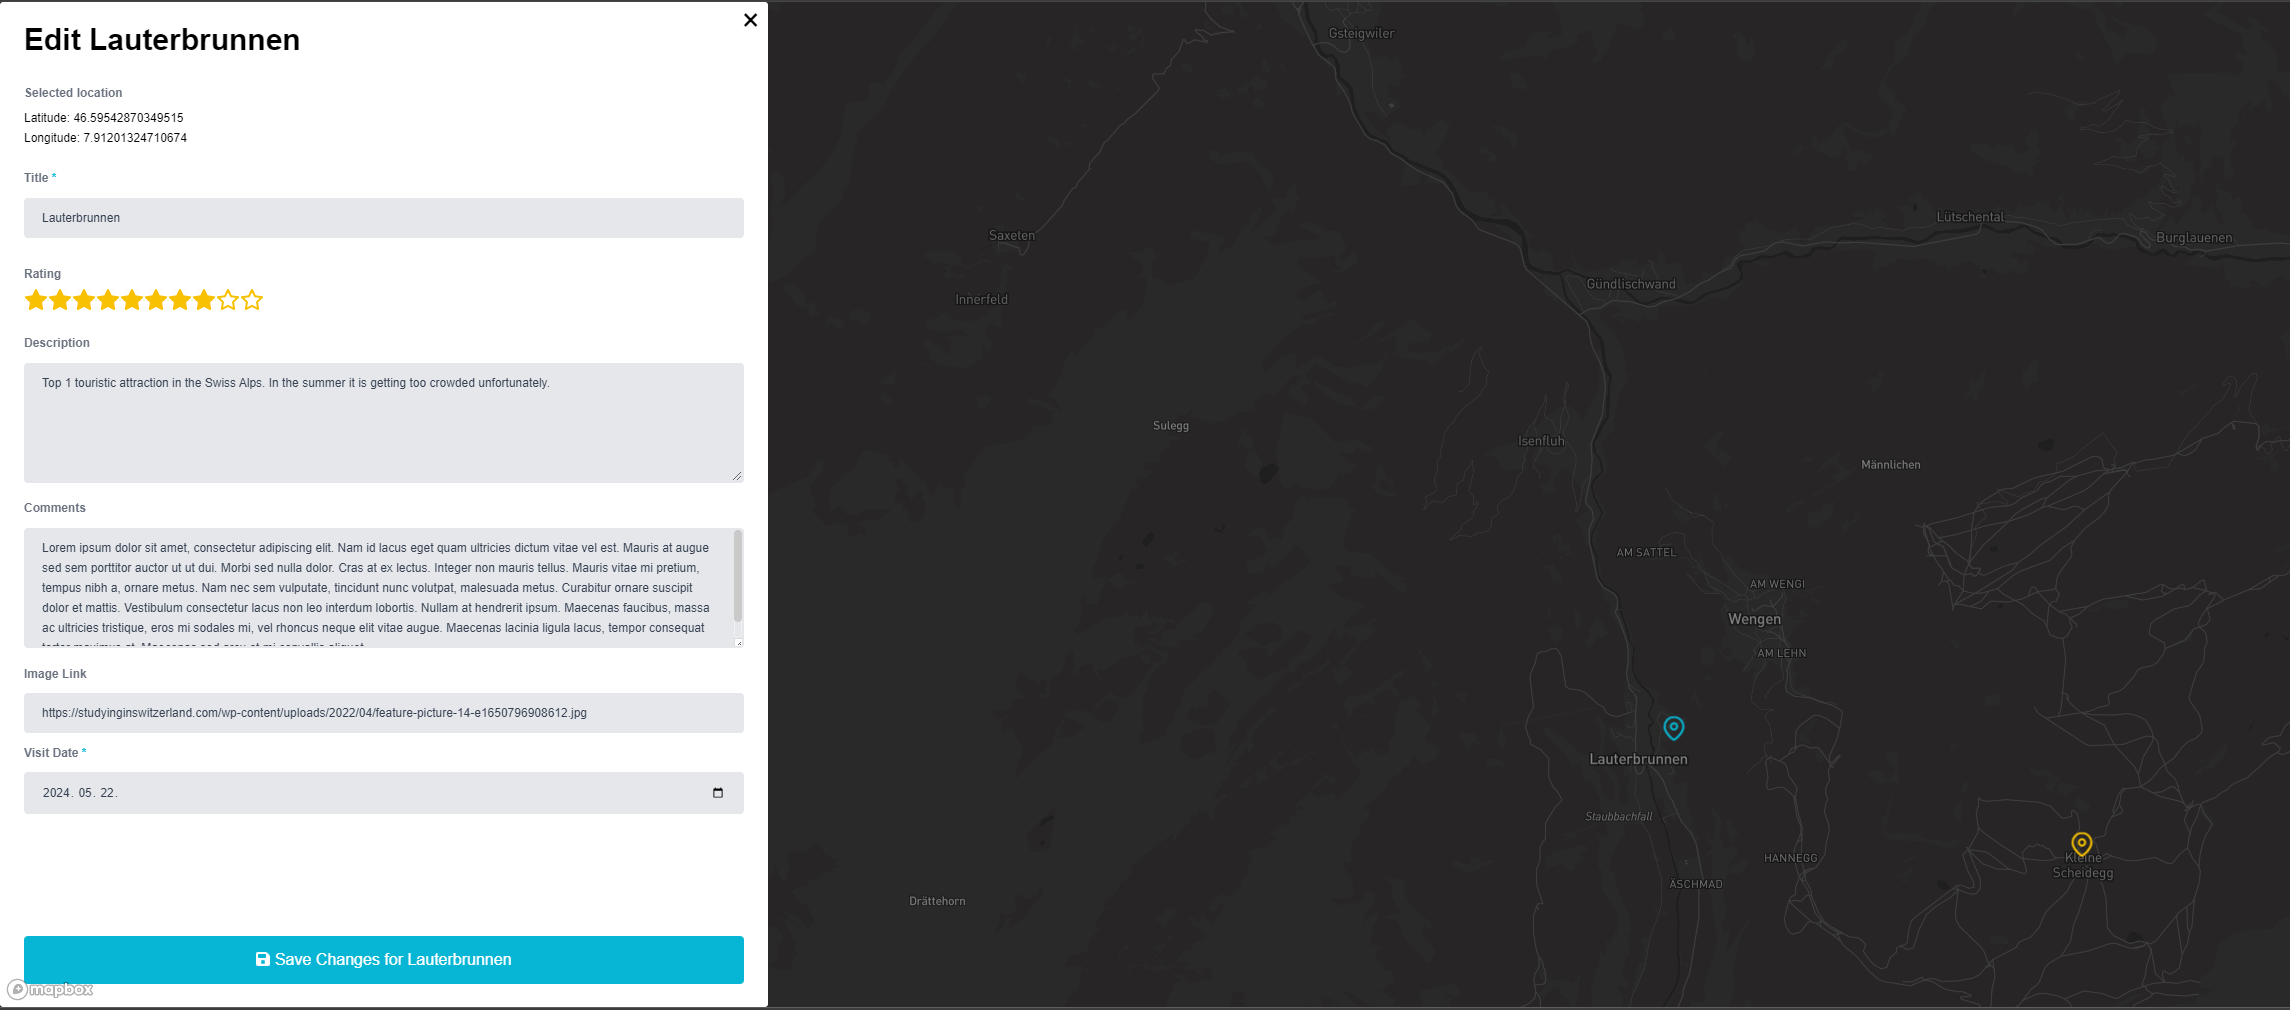 Edit Lauterbrunnen
Selected location
Latitude: 46.59542870349515
Longitude: 7.91201324710674
Title *
Lauterbrunnen
Rating
Description
Top 1 touristic attraction in the Swiss Alps. In the summer it is getting too crowded unfortunately.
Comments
Lorem ipsum dolor sit amet, consectetur adipiscing elit. Nam id lacus eget quam ultricies dictum vitae vel est. Mauris at augue
sed sem porttitor auctor ut ut dui. Morbi sed nulla dolor. Cras at ex lectus. Integer non mauris tellus. Mauris vitae mi pretium,
tempus nibh a, ornare metus. Nam nec sem vulputate, tincidunt nunc volutpat, malesuada metus. Curabitur ornare suscipit
dolor et mattis. Vestibulum consectetur lacus non leo interdum lobortis. Nullam at hendrerit ipsum. Maecenas faucibus, massa
ac ultricies tristique, eros mi sodales mi, vel rhoncus neque elit vitae augue. Maecenas lacinia ligula lacus, tempor consequat
Image Link
https://studyinginswitzerland.com/wp-content/uploads/2022/04/feature-picture-14-e1650796908612.jpg
Visit Date *
2024. 05. 22.
Save Changes for Lauterbrunnen
mapbox
Gsteigwiler
Saxeten
Lütschental
Burglauenen
Gündlischwand
Innerfeld
Sulegg
Isenfluh
Männlichen
AM SATTEL
AM WENGI
Wengen
AM LEHN
Lauterbrunnen
Staubbachfall
HANNEGG
Kleine
Scheidegg
ÄSCHMAD
Drättehorn